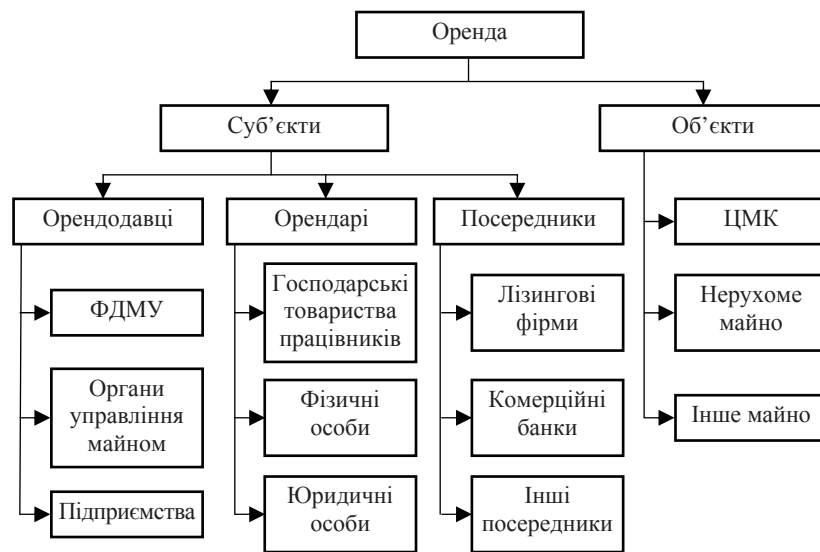 Оренда
Суб’єкти
Об’єкти
Орендодавці
Орендарі
Посередники
ЦМК
ФДМУ
Господарські
товариства
працівників
Лізингові
фірми
Нерухоме
майно
Органи
управління
майном
Фізичні
особи
Комерційні
банки
Інше майно
Підприємства
Юридичні
особи
Інші
посередники